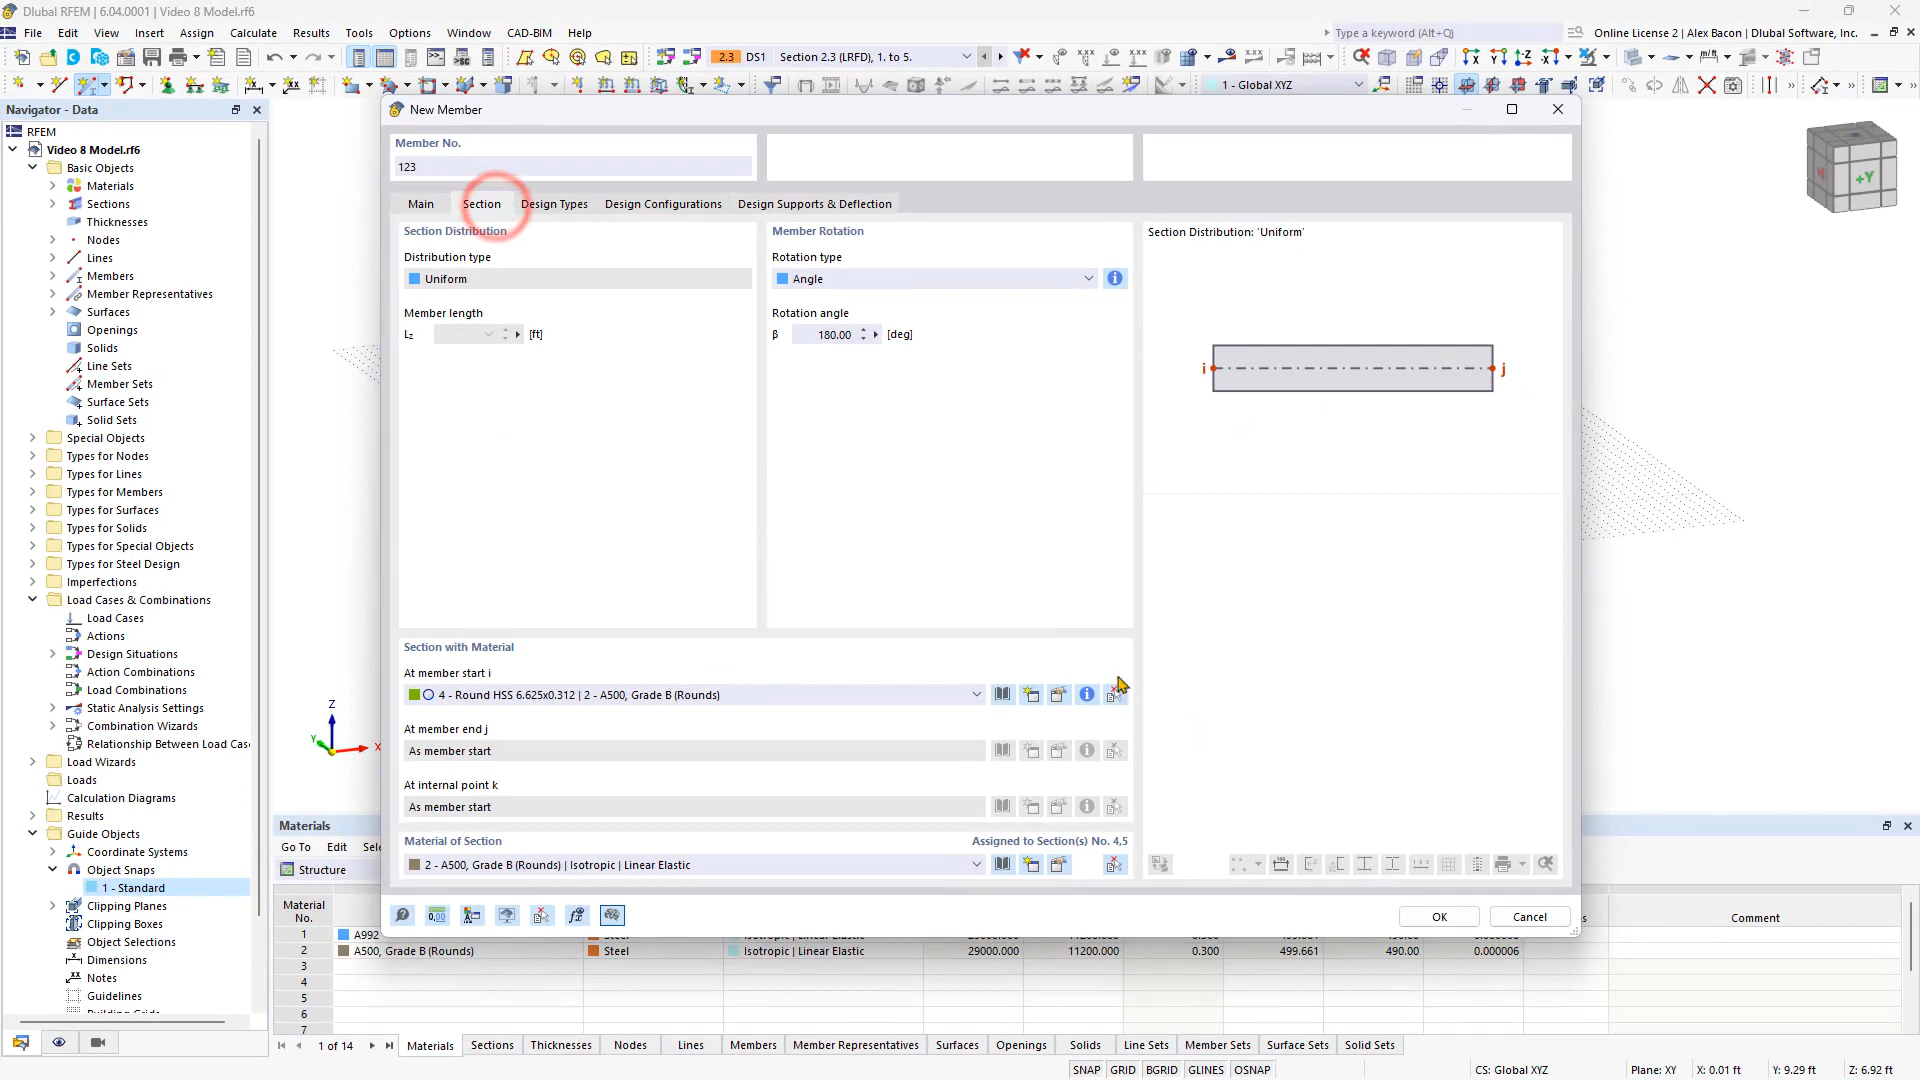 Dlubal RFEM | 6.04.0001 | Video 8 Model.rf6
File Edit View Insert Assign Calculate Results Tools Options Window CAD-BIM Help
Type a keyword (Alt+Q)
Online License 2 | Alex Bacon | Dlubal Software, Inc.
2.3 DS1 Section 2.3 (LRFD), 1. to 5.
1 - Global XYZ
Navigator - Data
RFEM
Video 8 Model.rf6
Basic Objects
Materials
Sections
Thicknesses
Nodes
Lines
Members
Member Representatives
Surfaces
Openings
Solids
Line Sets
Member Sets
Surface Sets
Solid Sets
Special Objects
Types for Nodes
Types for Lines
Types for Members
Types for Surfaces
Types for Solids
Types for Special Objects
Types for Steel Design
Imperfections
Load Cases & Combinations
Load Cases
Actions
Design Situations
Action Combinations
Load Combinations
Static Analysis Settings
Combination Wizards
Relationship Between Load Cas
Load Wizards
Loads
Calculation Diagrams
Results
Guide Objects
Coordinate Systems
Object Snaps
1 - Standard
Clipping Planes
Clipping Boxes
Object Selections
Dimensions
Notes
Guidelines
New Member
Member No.
123
Main Section Design Types Design Configurations Design Supports & Deflection
Section Distribution
Distribution type
Uniform
Member length
Lz [ft]
Member Rotation
Rotation type
Angle
Rotation angle
β 180.00 [deg]
Section Distribution: 'Uniform'
i j
Section with Material
At member start i
4 - Round HSS 6.625x0.312 | 2 - A500, Grade B (Rounds)
At member end j
As member start
At internal point k
As member start
Material of Section Assigned to Section(s) No. 4,5
2 - A500, Grade B (Rounds) | Isotropic | Linear Elastic
OK Cancel
+Y
Z
Y
X
Materials
Go To Edit
Structure
Material
No.
Comment
1 A992
2 A500, Grade B (Rounds) Steel Isotropic | Linear Elastic 29000.000 11200.000 0.300 499.661 490.00 0.000006
3
4
5
6
7
1 of 14 Materials Sections Thicknesses Nodes Lines Members Member Representatives Surfaces Openings Solids Line Sets Member Sets Surface Sets Solid Sets
SNAP GRID BGRID GLINES OSNAP
CS: Global XYZ Plane: XY X: 0.01 ft Y: 9.29 ft Z: 6.92 ft